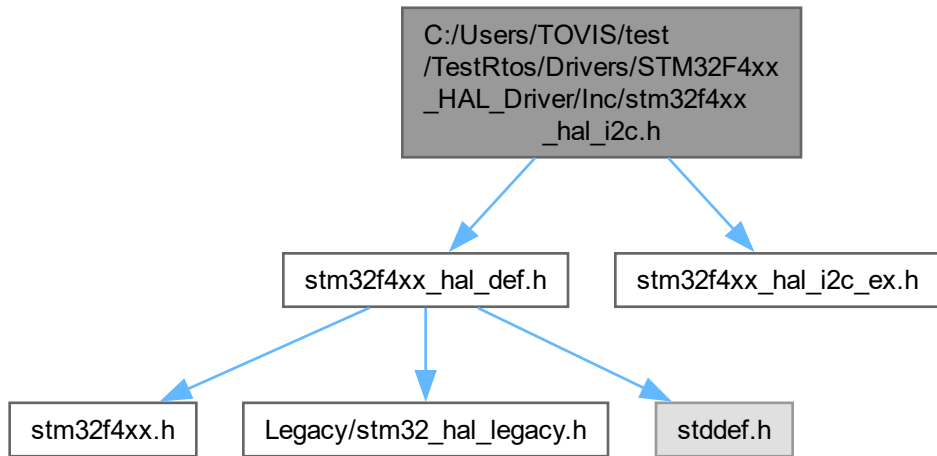 C:/Users/TOVIS/test
/TestRtos/Drivers/STM32F4xx
_HAL_Driver/Inc/stm32f4xx
_hal_i2c.h
stm32f4xx_hal_def.h
stm32f4xx_hal_i2c_ex.h
stm32f4xx.h
Legacy/stm32_hal_legacy.h
stddef.h